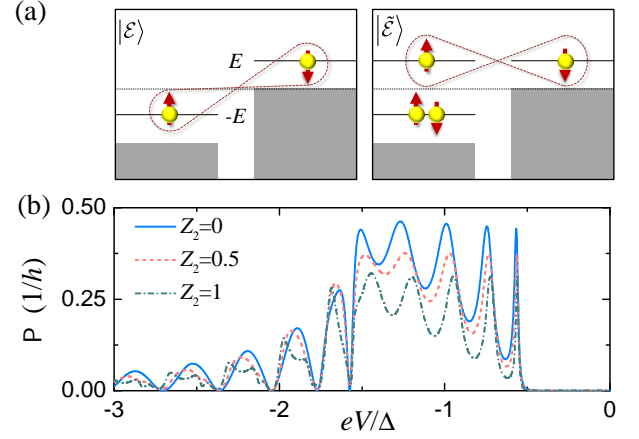 (a)
|ℰ⟩
E
-E
|ℰ̃⟩
(b)
P (1/h)
0.50
0.25
0.00
Z₂=0
Z₂=0.5
Z₂=1
-3 -2 -1 0
eV/Δ